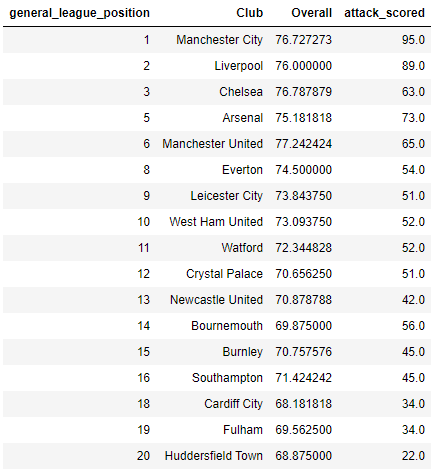 general_league_position Club Overall attack_scored
1 Manchester City 76.727273 95.0
2 Liverpool 76.000000 89.0
3 Chelsea 76.787879 63.0
5 Arsenal 75.181818 73.0
6 Manchester United 77.242424 65.0
8 Everton 74.500000 54.0
9 Leicester City 73.843750 51.0
10 West Ham United 73.093750 52.0
11 Watford 72.344828 52.0
12 Crystal Palace 70.656250 51.0
13 Newcastle United 70.878788 42.0
14 Bournemouth 69.875000 56.0
15 Burnley 70.757576 45.0
16 Southampton 71.424242 45.0
18 Cardiff City 68.181818 34.0
19 Fulham 69.562500 34.0
20 Huddersfield Town 68.875000 22.0